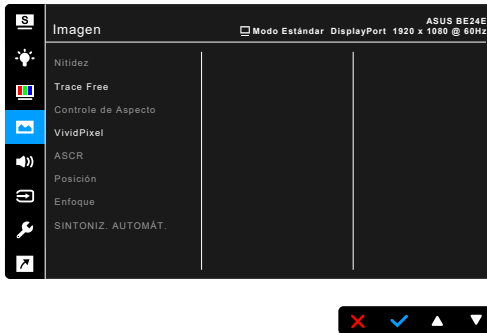 S
ASUS BE24E
Imagen
Modo Estándar DisplayPort 1920 x 1080 @ 60Hz
Nitidez
Trace Free
Controle de Aspecto
VividPixel
ASCR
Posición
Enfoque
SINTONIZ. AUTOMÁT.